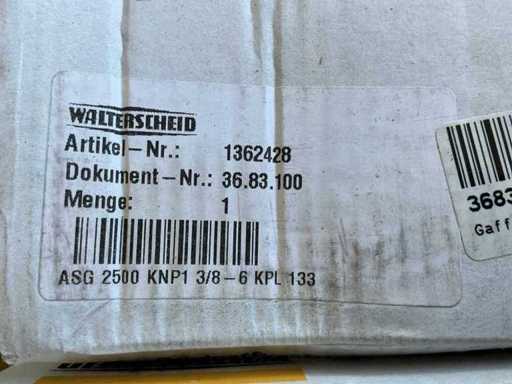 WALTERSCHEID
Artikel-Nr.: 1362428
Dokument-Nr.: 36.83.100
Menge: 1
ASG 2500 KNP1 3/8-6 KPL 133
3683
Gaff